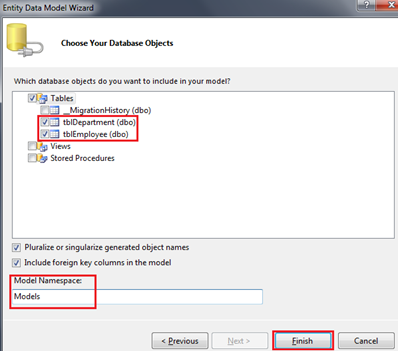 Entity Data Model Wizard
Choose Your Database Objects
Which database objects do you want to include in your model?
Tables
__MigrationHistory (dbo)
tblDepartment (dbo)
tblEmployee (dbo)
Views
Stored Procedures
Pluralize or singularize generated object names
Include foreign key columns in the model
Model Namespace:
Models
< Previous
Next >
Finish
Cancel